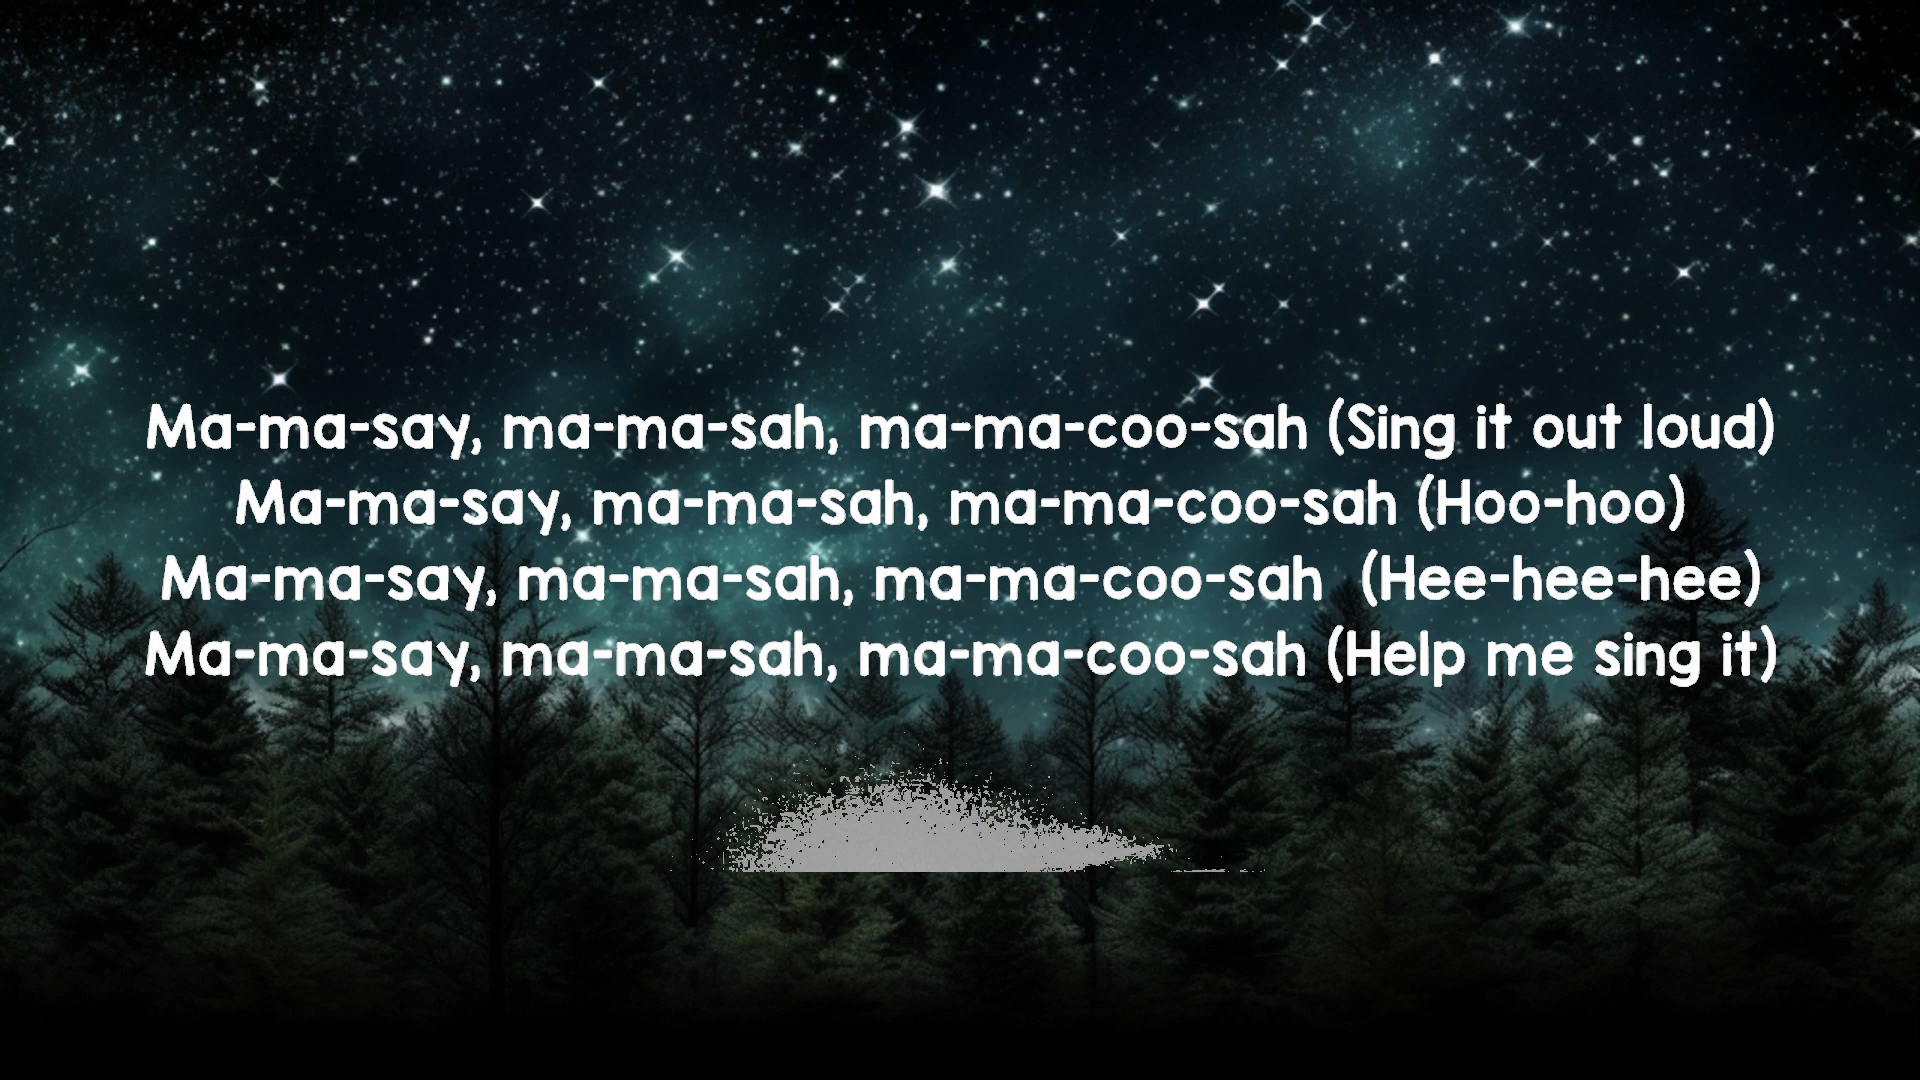 Ma-ma-say, ma-ma-sah, ma-ma-coo-sah (Sing it out loud)
Ma-ma-say, ma-ma-sah, ma-ma-coo-sah (Hoo-hoo)
Ma-ma-say, ma-ma-sah, ma-ma-coo-sah (Hee-hee-hee)
Ma-ma-say, ma-ma-sah, ma-ma-coo-sah (Help me sing it)